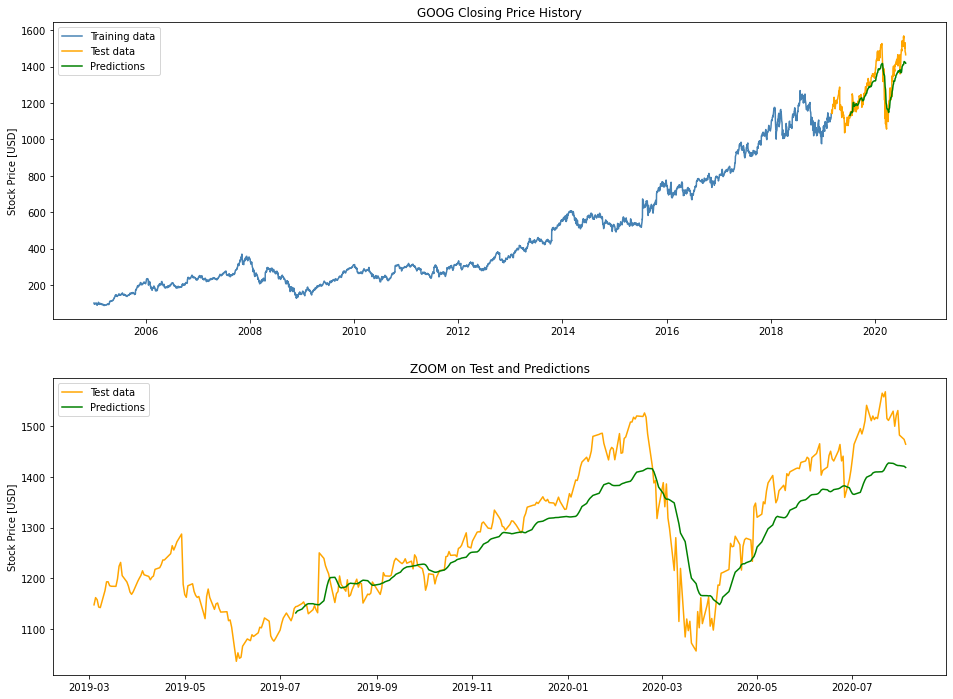 GOOG Closing Price History
Stock Price [USD]
Training data
Test data
Predictions
1600
1400
1200
1000
800
600
400
200
2006 2008 2010 2012 2014 2016 2018 2020
ZOOM on Test and Predictions
Stock Price [USD]
Test data
Predictions
1500
1400
1300
1200
1100
2019-03 2019-05 2019-07 2019-09 2019-11 2020-01 2020-03 2020-05 2020-07